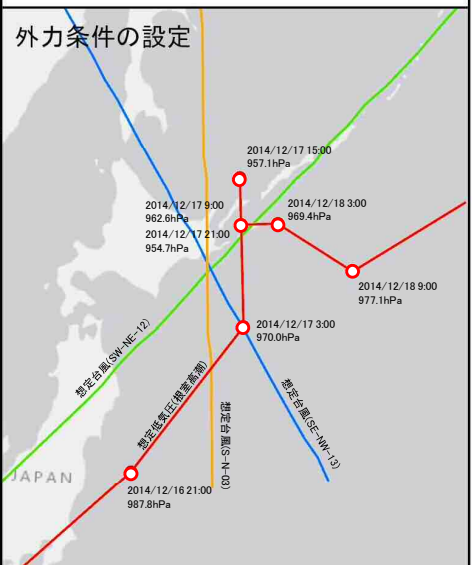 外力条件の設定
2014/12/17 15:00
957.1hPa
2014/12/17 9:00
962.6hPa
2014/12/17 21:00
954.7hPa
2014/12/18 3:00
969.4hPa
2014/12/18 9:00
977.1hPa
2014/12/17 3:00
970.0hPa
想定台風(SW-NE-12)
想定低気圧(根室高潮)
想定台風(S-N-03)
想定台風(SE-NW-13)
JAPAN
2014/12/16 21:00
987.8hPa